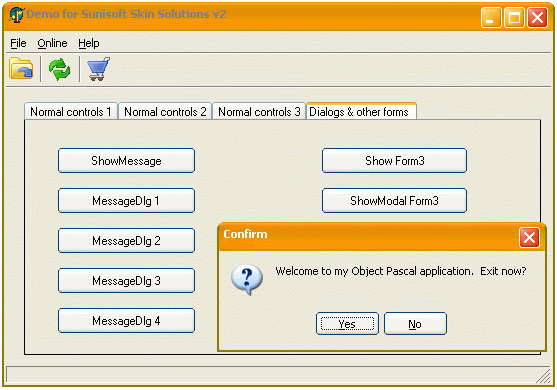 Demo for Sunisoft Skin Solutions v2
File Online Help
Normal controls 1 Normal controls 2 Normal controls 3 Dialogs & other forms
ShowMessage Show Form3
MessageDlg 1 ShowModal Form3
MessageDlg 2
MessageDlg 3
MessageDlg 4
Confirm
Welcome to my Object Pascal application. Exit now?
Yes No